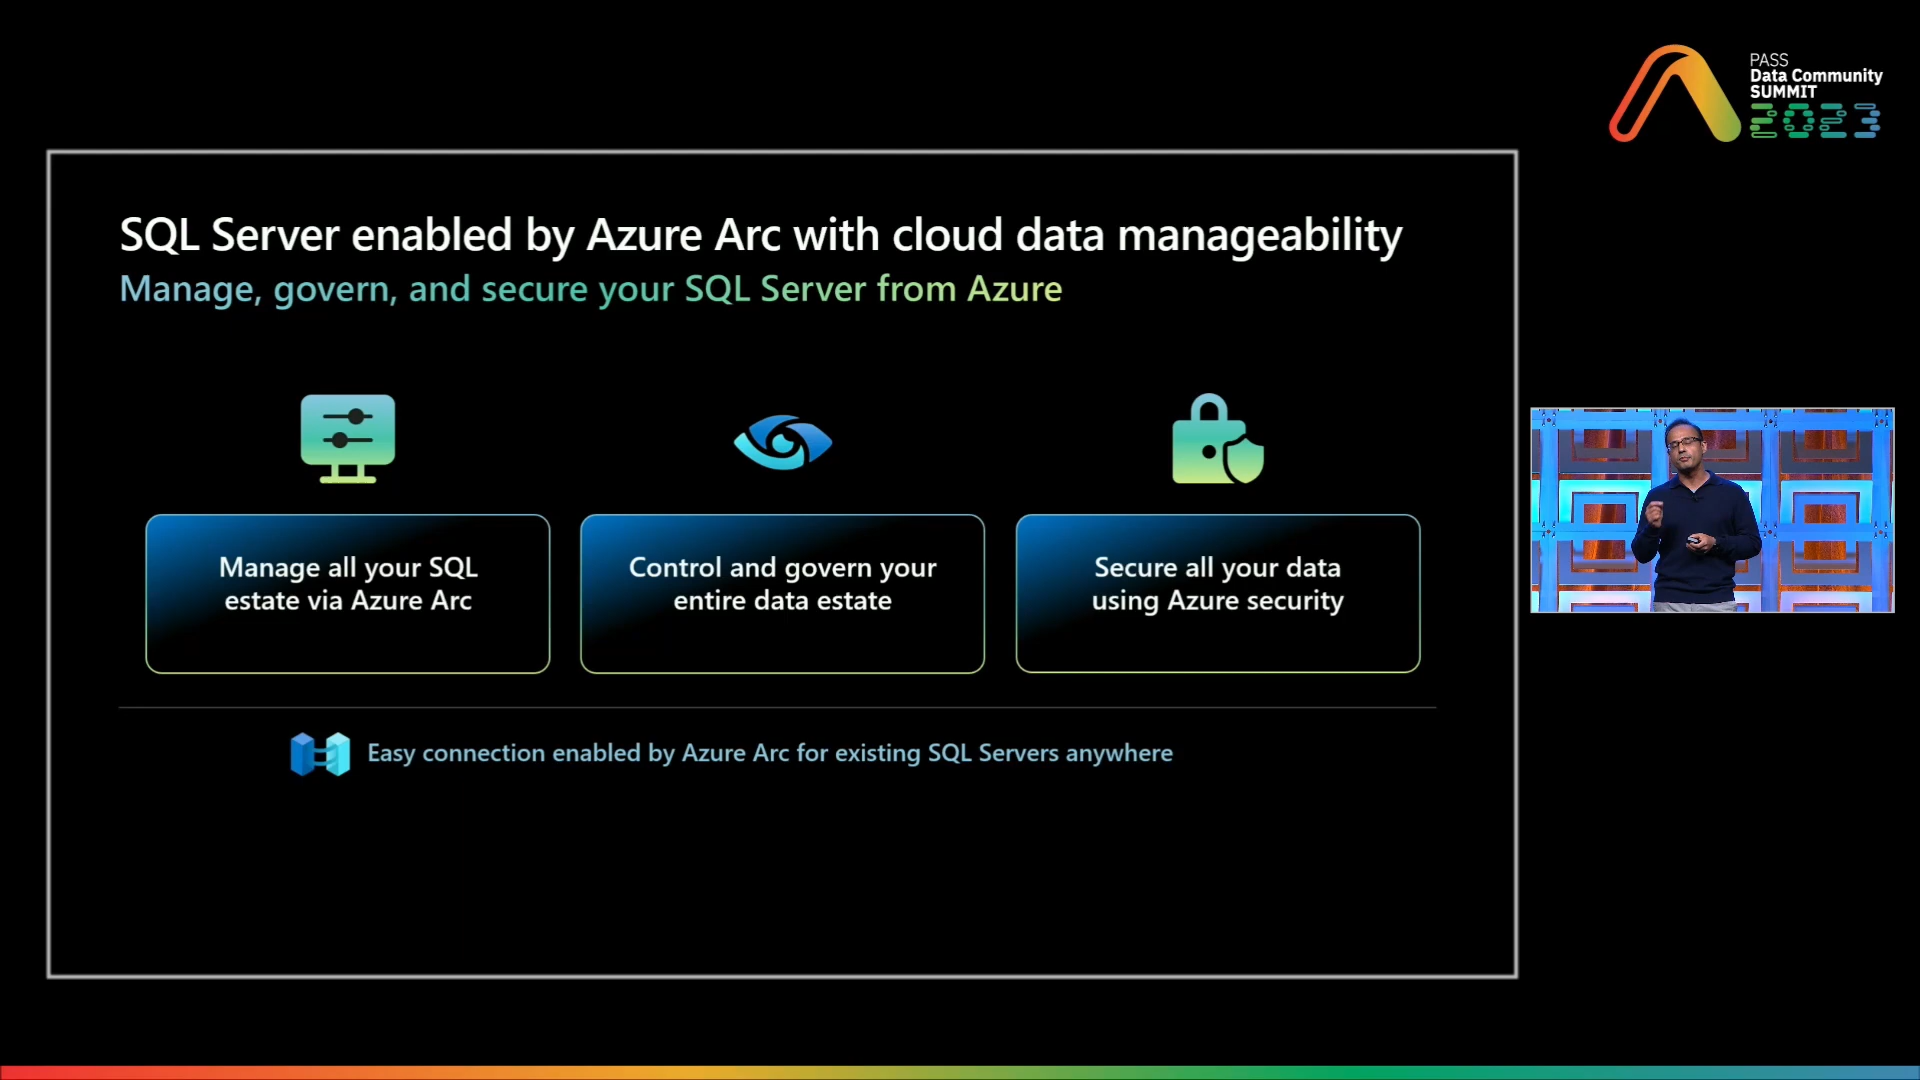 PASS
Data Community
SUMMIT
2023
SQL Server enabled by Azure Arc with cloud data manageability
Manage, govern, and secure your SQL Server from Azure
Manage all your SQL
estate via Azure Arc
Control and govern your
entire data estate
Secure all your data
using Azure security
Easy connection enabled by Azure Arc for existing SQL Servers anywhere